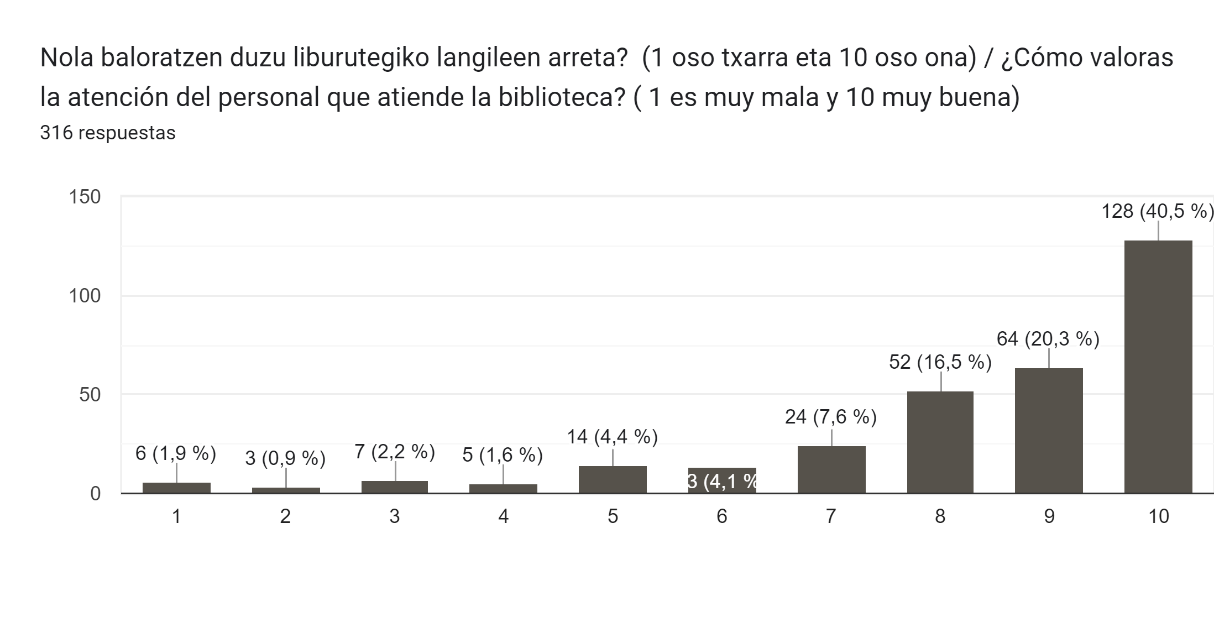 Nola baloratzen duzu liburutegiko langileen arreta?  (1 oso txarra eta 10 oso ona) / ¿Cómo valoras
la atención del personal que atiende la biblioteca? ( 1 es muy mala y 10 muy buena)
316 respuestas
150
100
50
0
6 (1,9 %)
3 (0,9 %)
7 (2,2 %)
5 (1,6 %)
14 (4,4 %)
3 (4,1 %
24 (7,6 %)
52 (16,5 %)
64 (20,3 %)
128 (40,5 %)
1 2 3 4 5 6 7 8 9 10